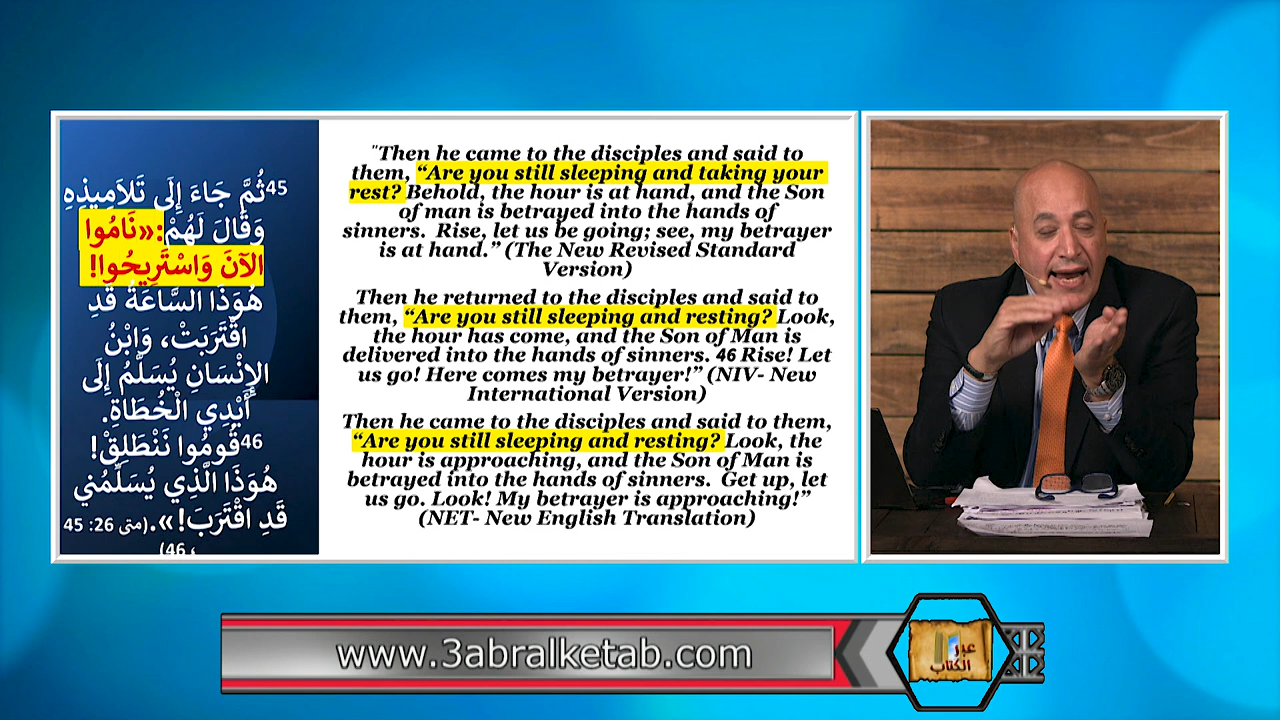 45ثُمَّ جَاءَ إِلَى تَلاَمِيذِهِ
وَقَالَ لَهُمْ:«نَامُوا
الآنَ وَاسْتَرِيحُوا!
هُوَذَا السَّاعَةُ قَدِ
اقْتَرَبَتْ، وَابْنُ
الإِنْسَانِ يُسَلَّمُ إِلَى
أَيْدِي الْخُطَاةِ.
46قُومُوا نَنْطَلِقْ!
هُوَذَا الَّذِي يُسَلِّمُنِي
قَدِ اقْتَرَبَ!».(متى 26: 45
، 46)
"Then he came to the disciples and said to
them, “Are you still sleeping and taking your
rest? Behold, the hour is at hand, and the Son
of man is betrayed into the hands of
sinners. Rise, let us be going; see, my betrayer
is at hand.” (The New Revised Standard
Version)
Then he returned to the disciples and said to
them, “Are you still sleeping and resting? Look,
the hour has come, and the Son of Man is
delivered into the hands of sinners. 46 Rise! Let
us go! Here comes my betrayer!” (NIV- New
International Version)
Then he came to the disciples and said to them,
“Are you still sleeping and resting? Look, the
hour is approaching, and the Son of Man is
betrayed into the hands of sinners. Get up, let
us go. Look! My betrayer is approaching!”
(NET- New English Translation)
www.3abralketab.com
عبر
الكتاب